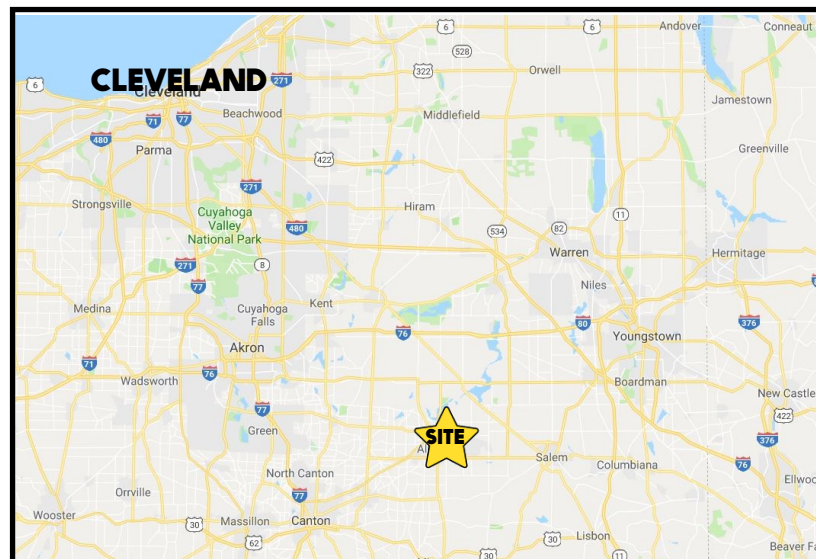 6
6
Andover
Conneaut
528
CLEVELAND
Cleveland
271
322
Orwell
6
Jamestown
Beachwood
Middlefield
71
77
480
Parma
422
Greenville
271
Strongsville
Cuyahoga
Valley
National Park
Hiram
11
480
534
82
Warren
Hermitage
271
8
77
Niles
Medina
Cuyahoga
Falls
Kent
80
376
76
Youngstown
Akron
71
76
Wadsworth
Boardman
New Castle
77
422
Green
SITE
376
Salem
Columbiana
76
North Canton
Orrville
77
Wooster
30
Massillon
Canton
62
30
Lisbon
30
11